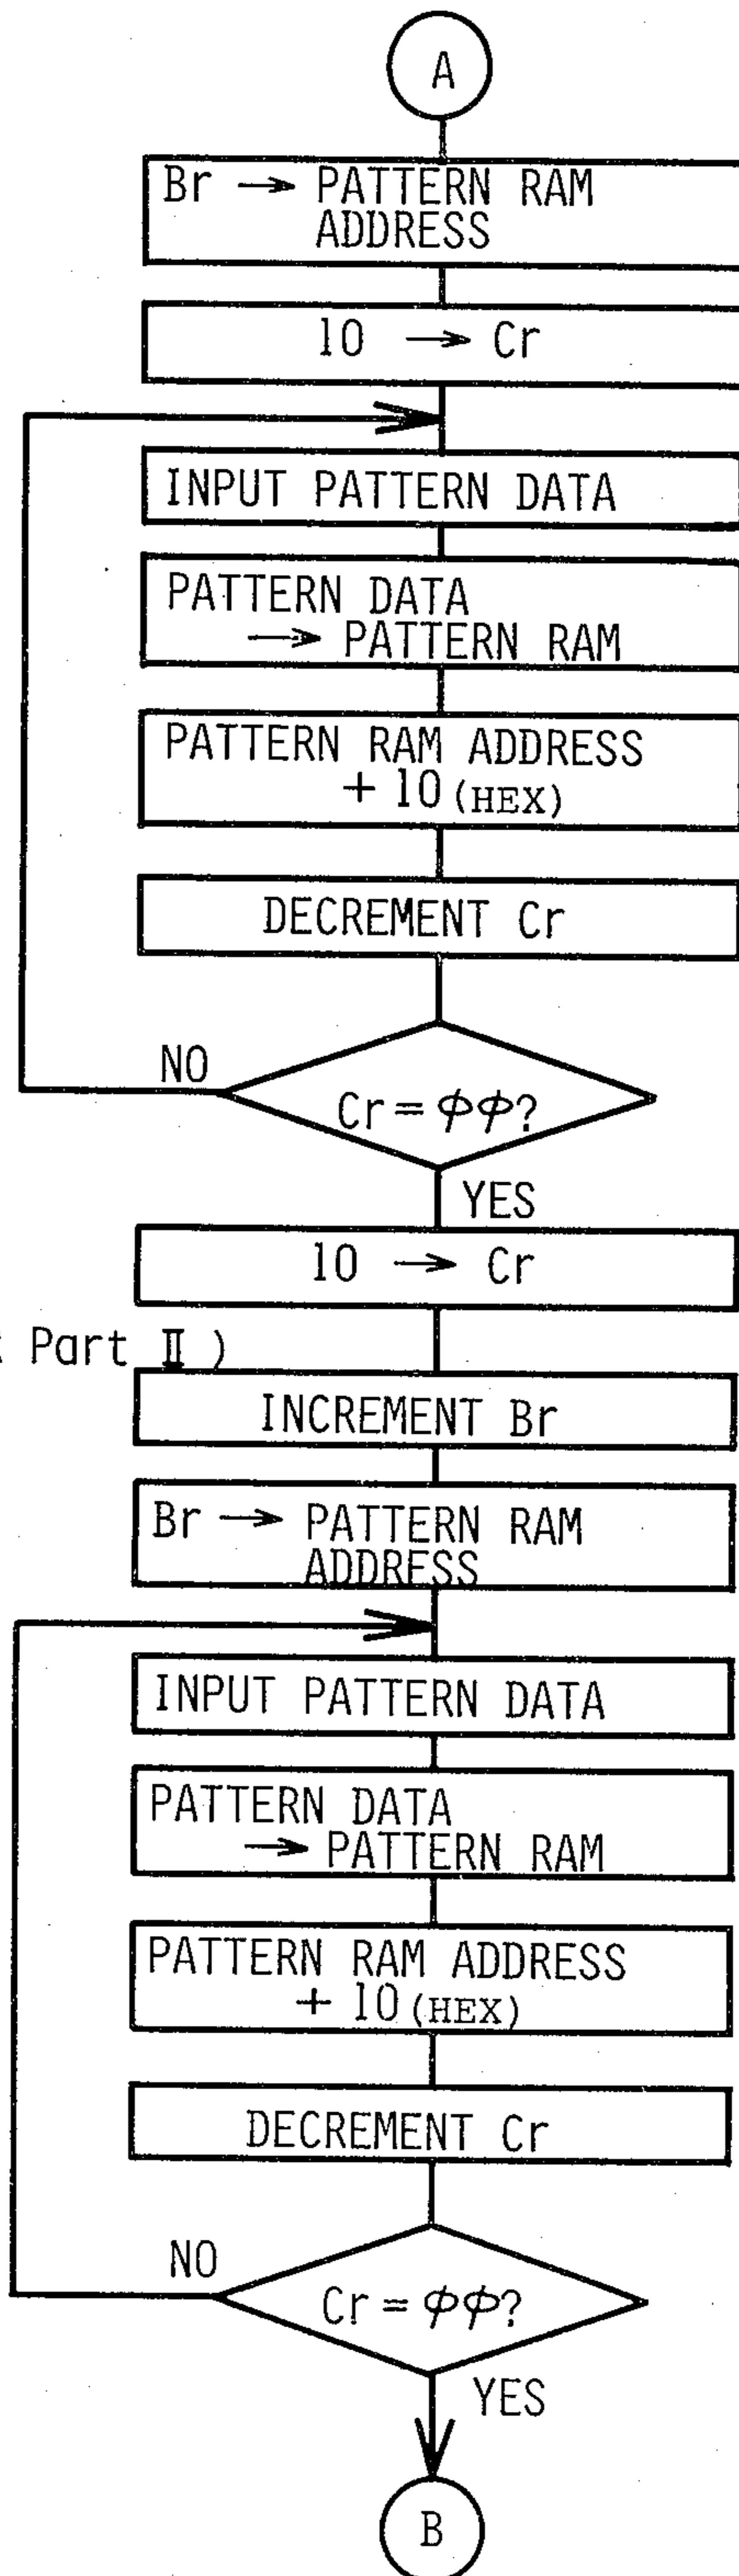 A
Br → PATTERN RAM
ADDRESS
10 → Cr
INPUT PATTERN DATA
PATTERN DATA
→ PATTERN RAM
PATTERN RAM ADDRESS
+ 10 (HEX)
DECREMENT Cr
NO
Cr = ϕϕ?
YES
10 → Cr
Part Ⅱ )
INCREMENT Br
Br → PATTERN RAM
ADDRESS
INPUT PATTERN DATA
PATTERN DATA
→ PATTERN RAM
PATTERN RAM ADDRESS
+ 10 (HEX)
DECREMENT Cr
NO
Cr = ϕϕ?
YES
B